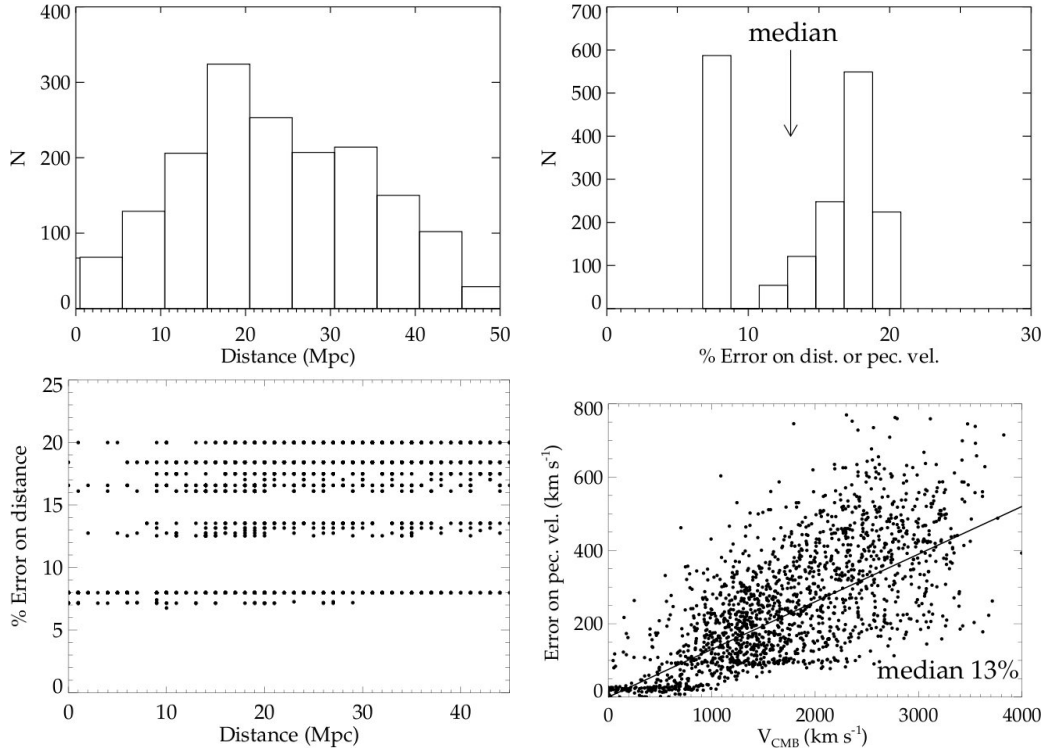 400
300
200
100
0
N
0 10 20 30 40 50
Distance (Mpc)
700
600
500
400
300
200
100
0
N
median
0 10 20 30
% Error on dist. or pec. vel.
25
20
15
10
5
0
% Error on distance
0 10 20 30 40
Distance (Mpc)
800
600
400
200
0
Error on pec. vel. (km s⁻¹)
median 13%
0 1000 2000 3000 4000
V_CMB (km s⁻¹)